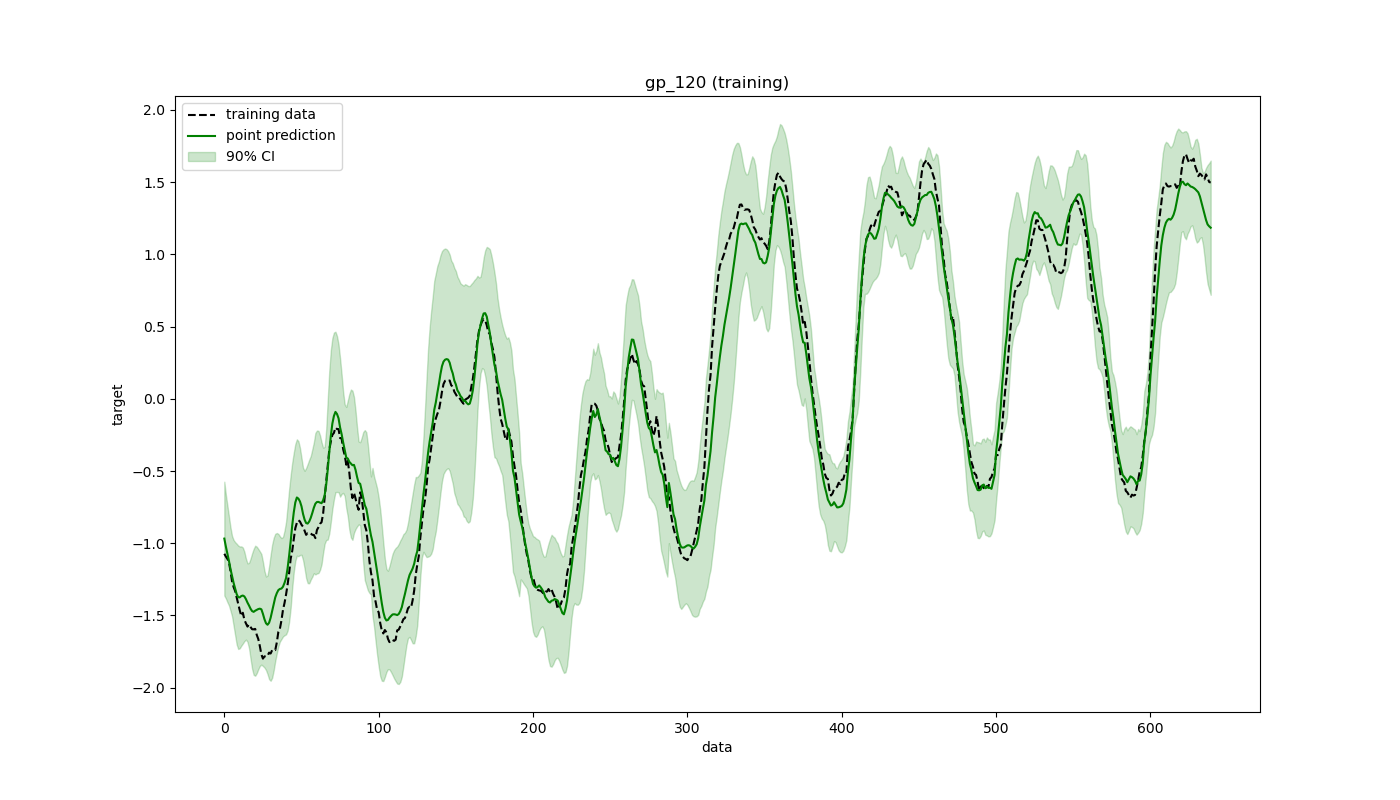 gp_120 (training)
training data
point prediction
90% CI
2.0
1.5
1.0
0.5
0.0
−0.5
−1.0
−1.5
−2.0
target
0 100 200 300 400 500 600
data